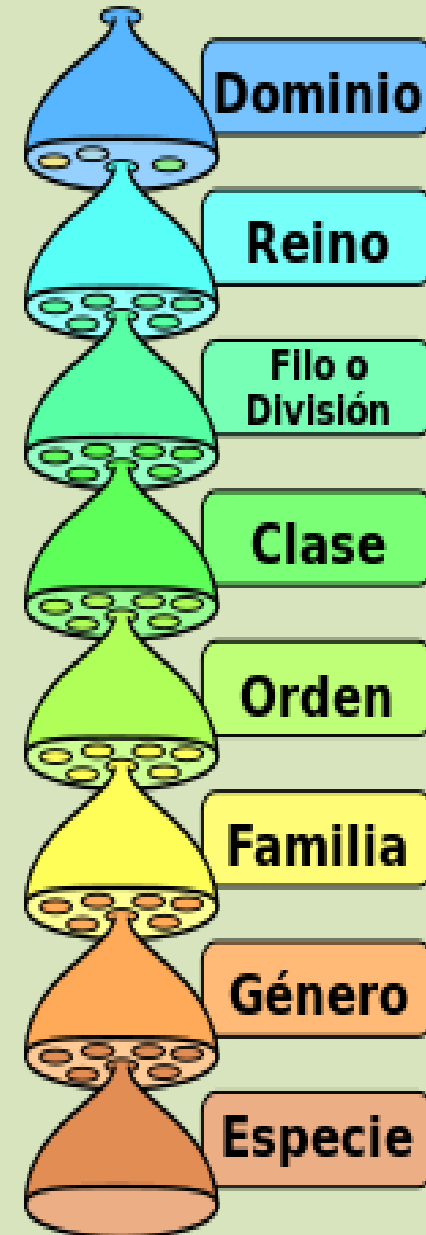 Dominio
Reino
Filo o
División
Clase
Orden
Familia
Género
Especie